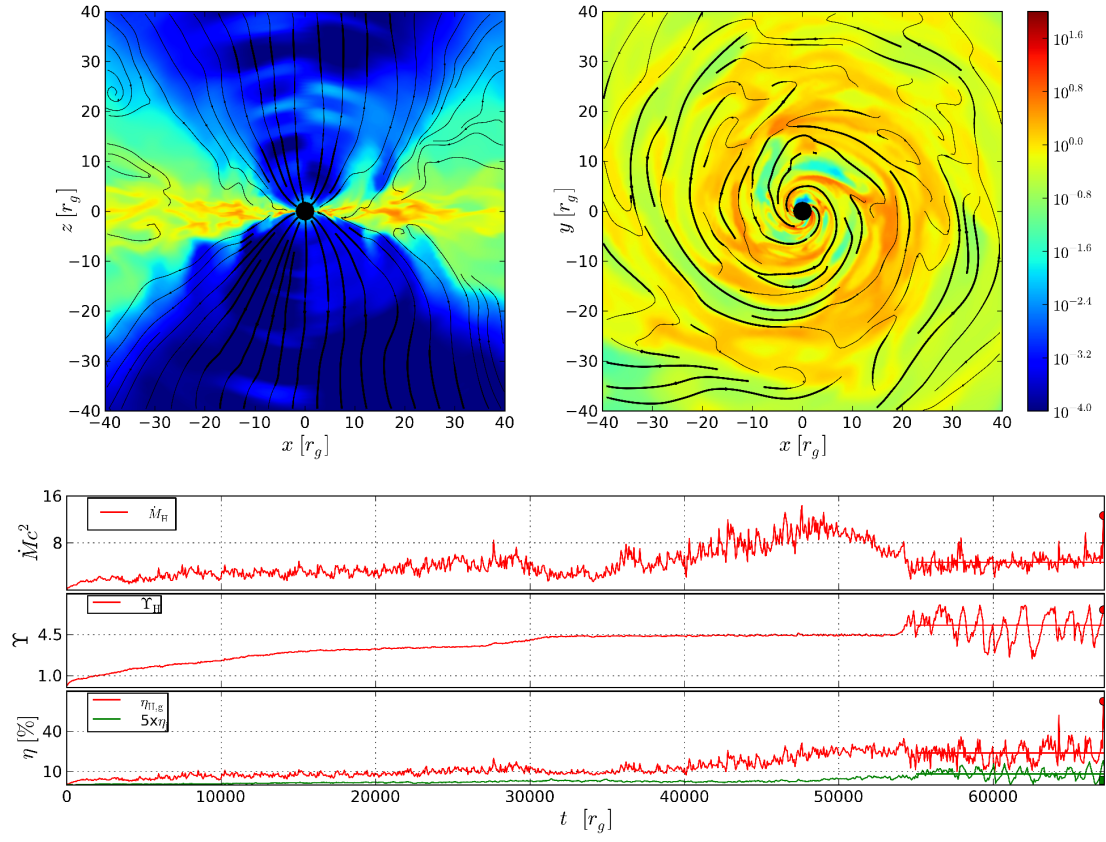 40
30
20
10
0
−10
−20
−30
−40
z [r_g]
−40 −30 −20 −10 0 10 20 30 40
x [r_g]
40
30
20
10
0
−10
−20
−30
−40
y [r_g]
−40 −30 −20 −10 0 10 20 30 40
x [r_g]
10^1.6
10^0.8
10^0.0
10^−0.8
10^−1.6
10^−2.4
10^−3.2
10^−4.0
16
8
Ṁc²
Ṁ_H
4.5
1.0
Υ
Υ_H
40
10
η [%]
η_H,g
5xη_j
0 10000 20000 30000 40000 50000 60000
t [r_g]